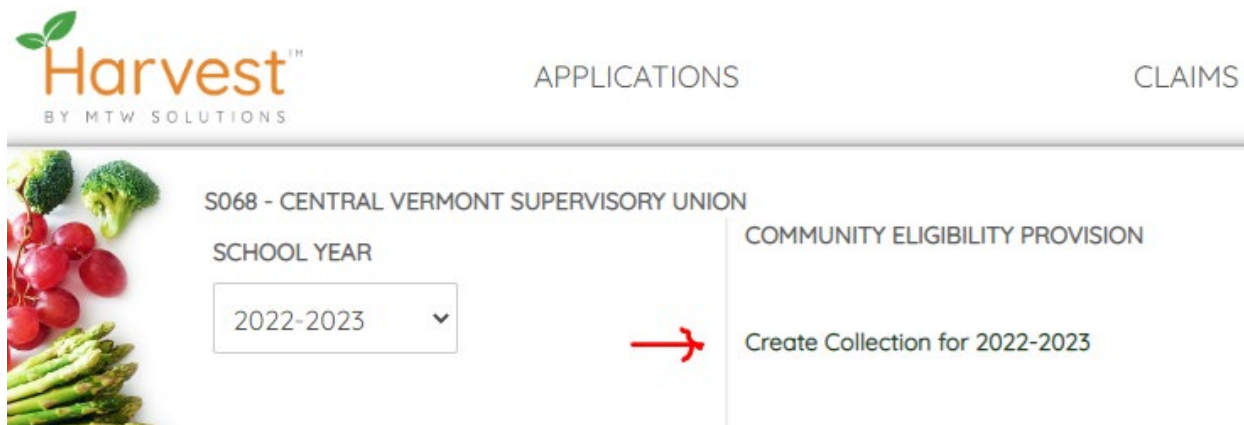 Harvest™
BY MTW SOLUTIONS
APPLICATIONS
CLAIMS
S068 - CENTRAL VERMONT SUPERVISORY UNION
SCHOOL YEAR
2022-2023
COMMUNITY ELIGIBILITY PROVISION
Create Collection for 2022-2023